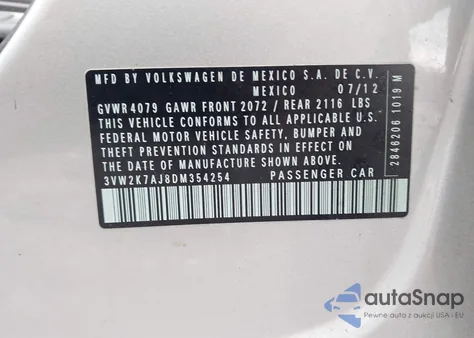 MFD BY VOLKSWAGEN DE MEXICO S.A. DE C.V.
MEXICO 07/12
GVWR 4079 GAWR FRONT 2072 / REAR 2116 LBS
THIS VEHICLE CONFORMS TO ALL APPLICABLE U.S.
FEDERAL MOTOR VEHICLE SAFETY, BUMPER AND
THEFT PREVENTION STANDARDS IN EFFECT ON
THE DATE OF MANUFACTURE SHOWN ABOVE.
3VW2K7AJ8DM354254 PASSENGER CAR
2846206 1019 M
autoSnap
Pewne auta z aukcji USA - EU